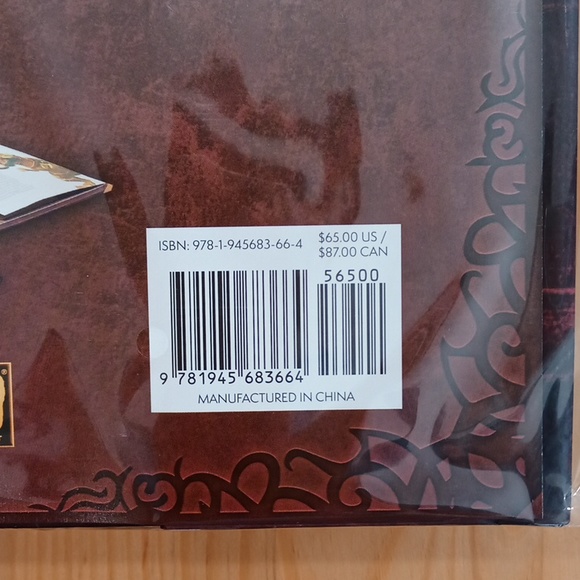 ISBN: 978-1-945683-66-4
$65.00 US /
$87.00 CAN
56500
9 781945 683664
MANUFACTURED IN CHINA